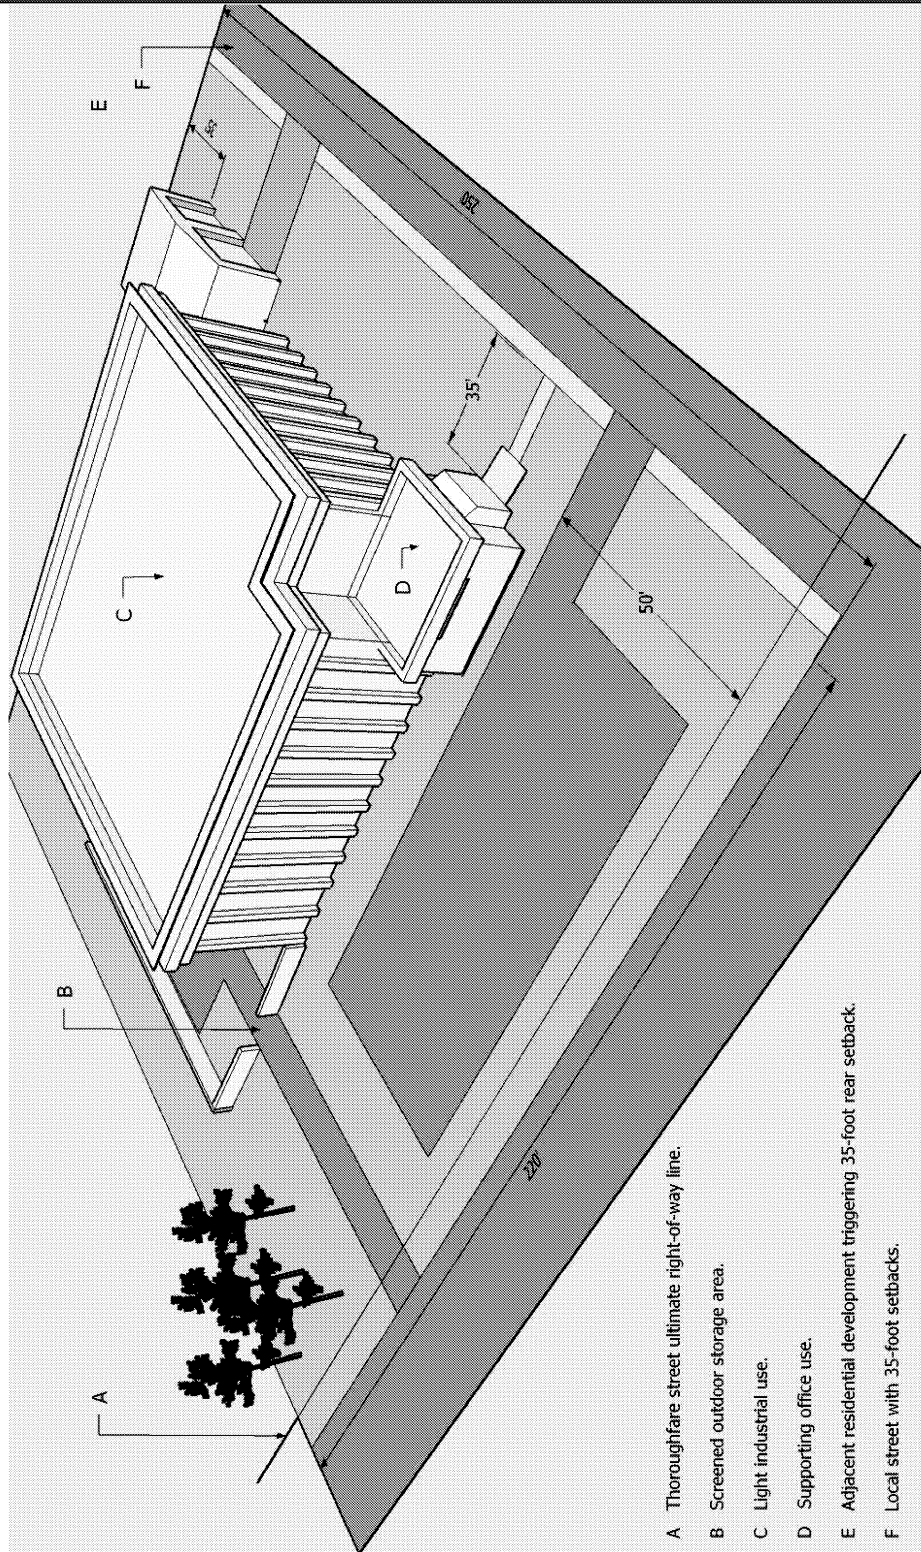 B
A
E
C
F
D
250
35'
220'
50'
A Thoroughfare street ultimate right-of-way line.
B Screened outdoor storage area.
C Light industrial use.
D Supporting office use.
E Adjacent residential development triggering 35-foot rear setback.
F Local street with 35-foot setbacks.